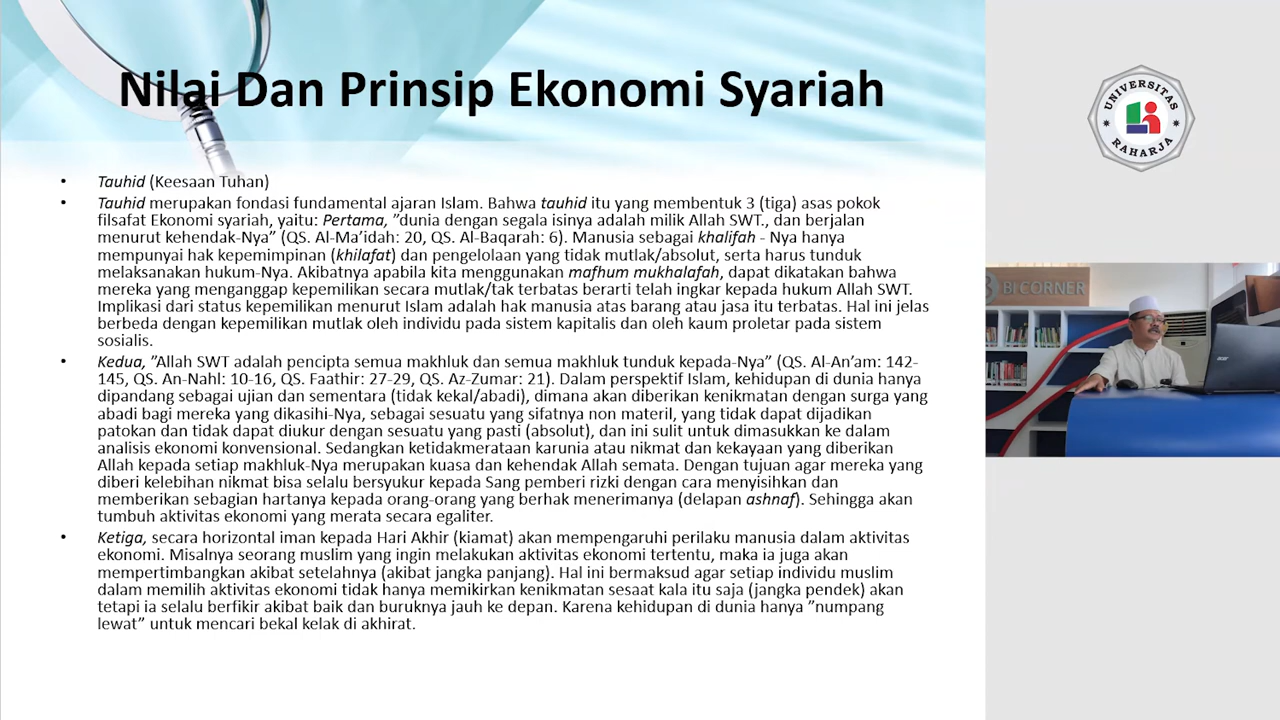 Nilai Dan Prinsip Ekonomi Syariah
• Tauhid (Keesaan Tuhan)
• Tauhid merupakan fondasi fundamental ajaran Islam. Bahwa tauhid itu yang membentuk 3 (tiga) asas pokok
filsafat Ekonomi syariah, yaitu: Pertama, ”dunia dengan segala isinya adalah milik Allah SWT., dan berjalan
menurut kehendak-Nya” (QS. Al-Ma’idah: 20, QS. Al-Baqarah: 6). Manusia sebagai khalifah - Nya hanya
mempunyai hak kepemimpinan (khilafat) dan pengelolaan yang tidak mutlak/absolut, serta harus tunduk
melaksanakan hukum-Nya. Akibatnya apabila kita menggunakan mafhum mukhalafah, dapat dikatakan bahwa
mereka yang menganggap kepemilikan secara mutlak/tak terbatas berarti telah ingkar kepada hukum Allah SWT.
Implikasi dari status kepemilikan menurut Islam adalah hak manusia atas barang atau jasa itu terbatas. Hal ini jelas
berbeda dengan kepemilikan mutlak oleh individu pada sistem kapitalis dan oleh kaum proletar pada sistem
sosialis.
• Kedua, ”Allah SWT adalah pencipta semua makhluk dan semua makhluk tunduk kepada-Nya” (QS. Al-An’am: 142-
145, QS. An-Nahl: 10-16, QS. Faathir: 27-29, QS. Az-Zumar: 21). Dalam perspektif Islam, kehidupan di dunia hanya
dipandang sebagai ujian dan sementara (tidak kekal/abadi), dimana akan diberikan kenikmatan dengan surga yang
abadi bagi mereka yang dikasihi-Nya, sebagai sesuatu yang sifatnya non materil, yang tidak dapat dijadikan
patokan dan tidak dapat diukur dengan sesuatu yang pasti (absolut), dan ini sulit untuk dimasukkan ke dalam
analisis ekonomi konvensional. Sedangkan ketidakmerataan karunia atau nikmat dan kekayaan yang diberikan
Allah kepada setiap makhluk-Nya merupakan kuasa dan kehendak Allah semata. Dengan tujuan agar mereka yang
diberi kelebihan nikmat bisa selalu bersyukur kepada Sang pemberi rizki dengan cara menyisihkan dan
memberikan sebagian hartanya kepada orang-orang yang berhak menerimanya (delapan ashnaf). Sehingga akan
tumbuh aktivitas ekonomi yang merata secara egaliter.
• Ketiga, secara horizontal iman kepada Hari Akhir (kiamat) akan mempengaruhi perilaku manusia dalam aktivitas
ekonomi. Misalnya seorang muslim yang ingin melakukan aktivitas ekonomi tertentu, maka ia juga akan
mempertimbangkan akibat setelahnya (akibat jangka panjang). Hal ini bermaksud agar setiap individu muslim
dalam memilih aktivitas ekonomi tidak hanya memikirkan kenikmatan sesaat kala itu saja (jangka pendek) akan
tetapi ia selalu berfikir akibat baik dan buruknya jauh ke depan. Karena kehidupan di dunia hanya ”numpang
lewat” untuk mencari bekal kelak di akhirat.
UNIVERSITAS
RAHARJA
BI CORNER
acer